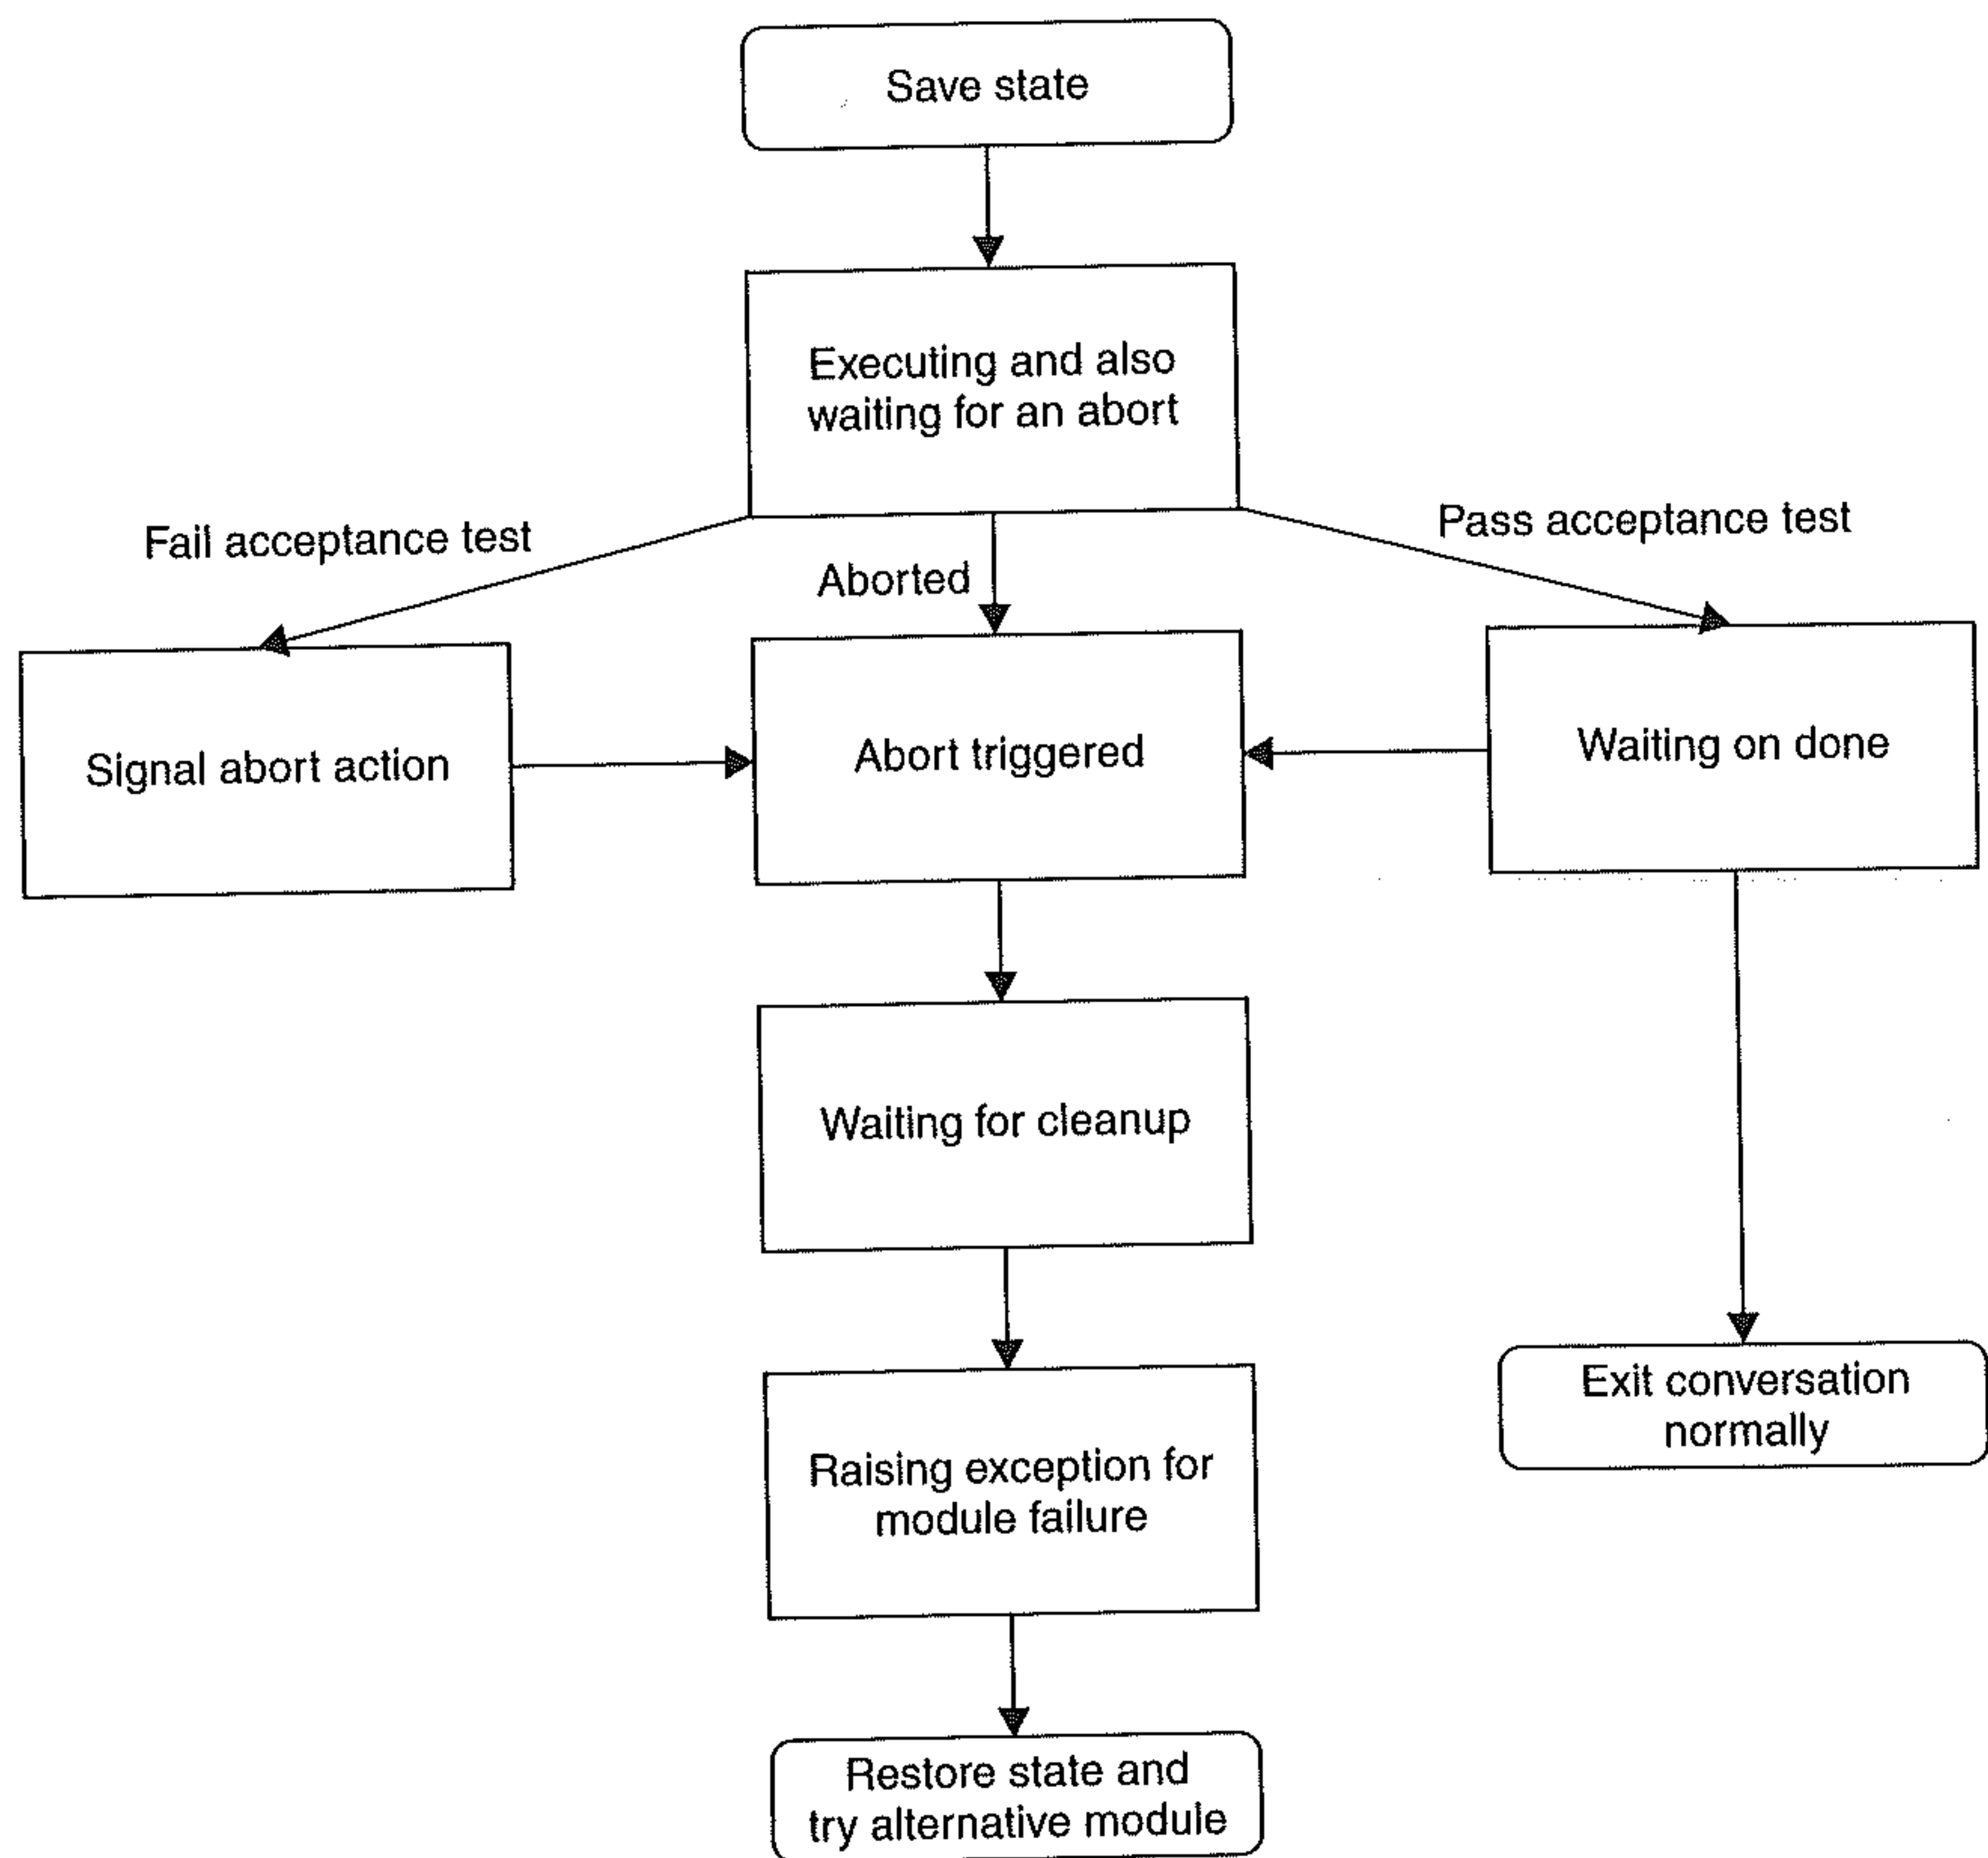 Save state
Executing and also
waiting for an abort
Fail acceptance test
Aborted
Pass acceptance test
Signal abort action
Abort triggered
Waiting on done
Waiting for cleanup
Raising exception for
module failure
Exit conversation
normally
Restore state and
try alternative module